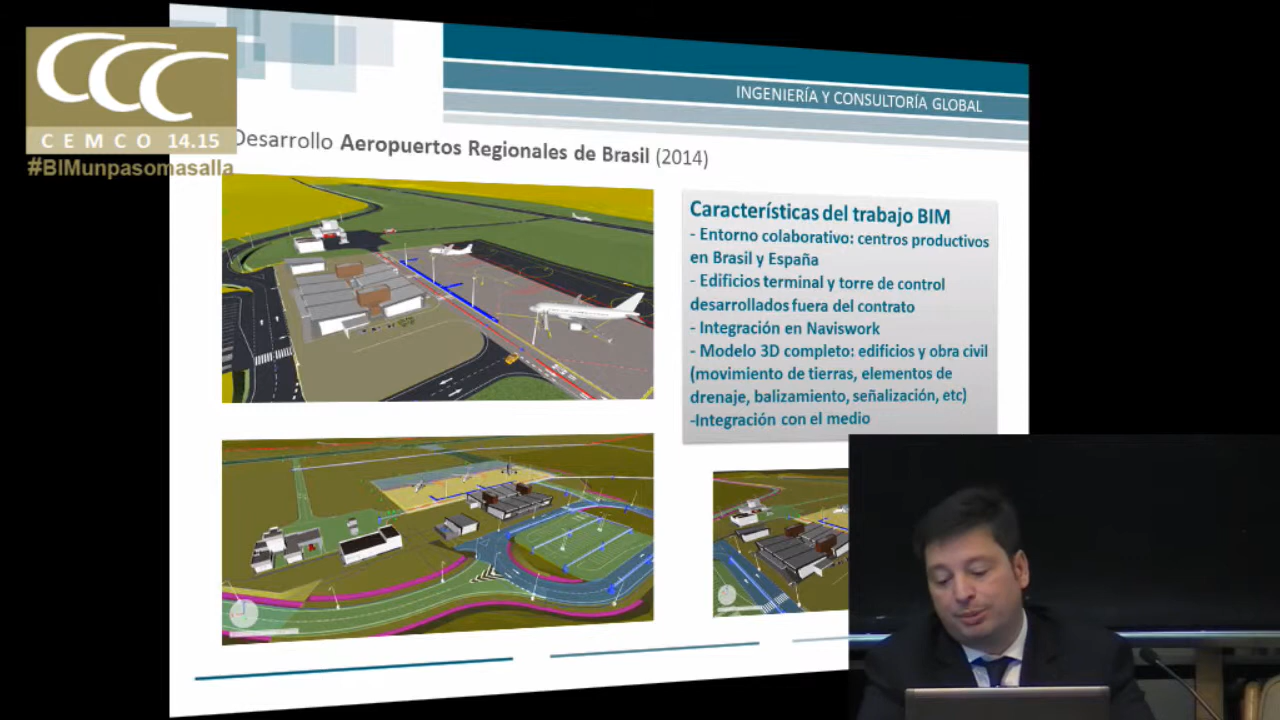 CCC
CEMCO 14.15
#BIMunpasomasalla
INGENIERÍA Y CONSULTORÍA GLOBAL
Desarrollo Aeropuertos Regionales de Brasil (2014)
Características del trabajo BIM
- Entorno colaborativo: centros productivos
en Brasil y España
- Edificios terminal y torre de control
desarrollados fuera del contrato
- Integración en Naviswork
- Modelo 3D completo: edificios y obra civil
(movimiento de tierras, elementos de
drenaje, balizamiento, señalización, etc)
-Integración con el medio